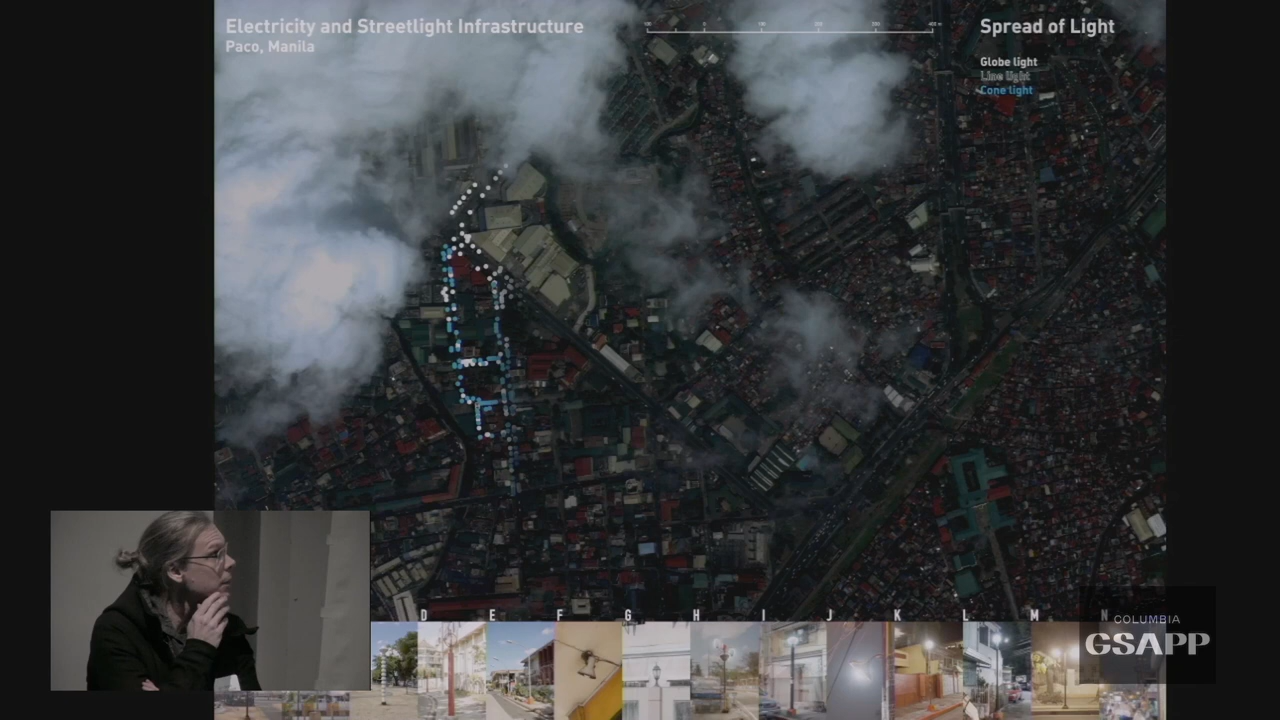 Electricity and Streetlight Infrastructure
Paco, Manila
Spread of Light
Globe light
Line light
Cone light
D E F G H I J K L M N
COLUMBIA
GSAPP